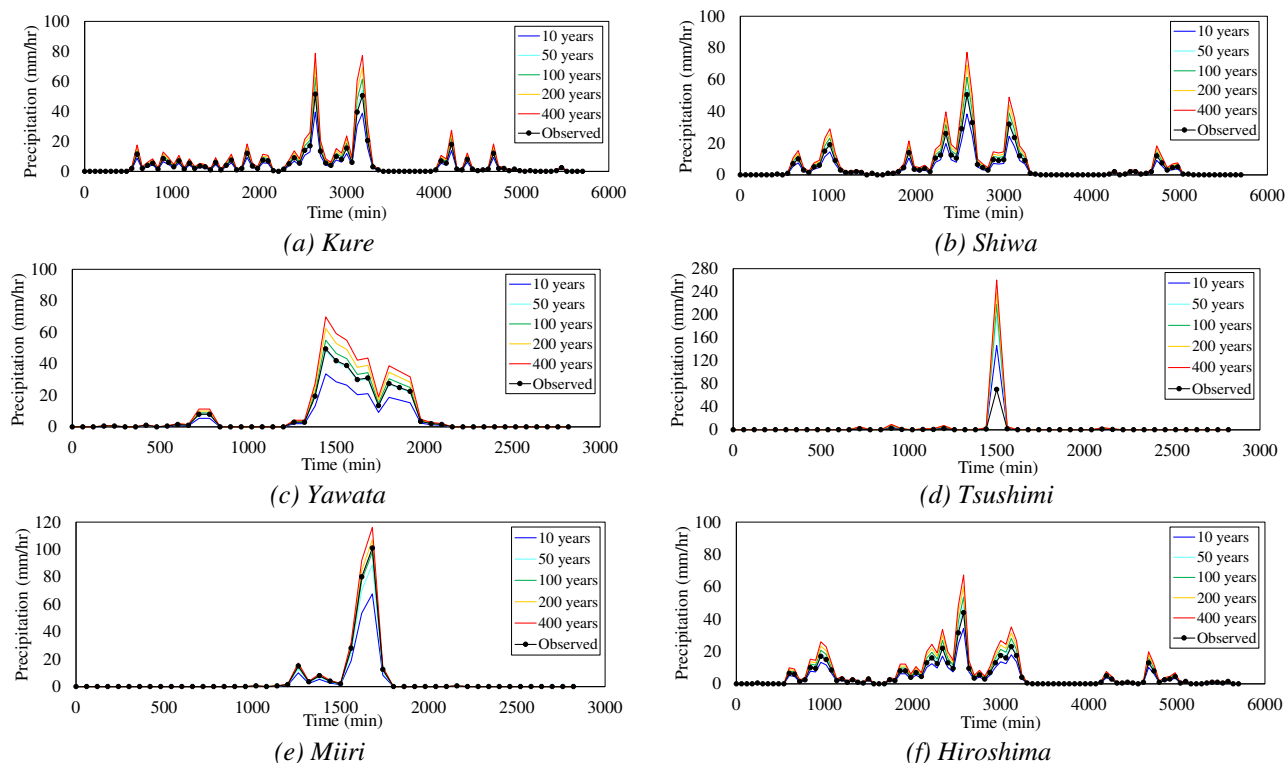 Precipitation (mm/hr)
100
80
60
40
20
0
0 1000 2000 3000 4000 5000 6000
Time (min)
10 years
50 years
100 years
200 years
400 years
Observed
(a) Kure
Precipitation (mm/hr)
100
80
60
40
20
0
0 1000 2000 3000 4000 5000 6000
Time (min)
10 years
50 years
100 years
200 years
400 years
Observed
(b) Shiwa
Precipitation (mm/hr)
100
80
60
40
20
0
0 500 1000 1500 2000 2500 3000
Time (min)
10 years
50 years
100 years
200 years
400 years
Observed
(c) Yawata
Precipitation (mm/hr)
280
240
200
160
120
80
40
0
0 500 1000 1500 2000 2500 3000
Time (min)
10 years
50 years
100 years
200 years
400 years
Observed
(d) Tsushimi
Precipitation (mm/hr)
120
100
80
60
40
20
0
0 500 1000 1500 2000 2500 3000
Time (min)
10 years
50 years
100 years
200 years
400 years
Observed
(e) Miiri
Precipitation (mm/hr)
100
80
60
40
20
0
0 1000 2000 3000 4000 5000 6000
Time (min)
10 years
50 years
100 years
200 years
400 years
Observed
(f) Hiroshima